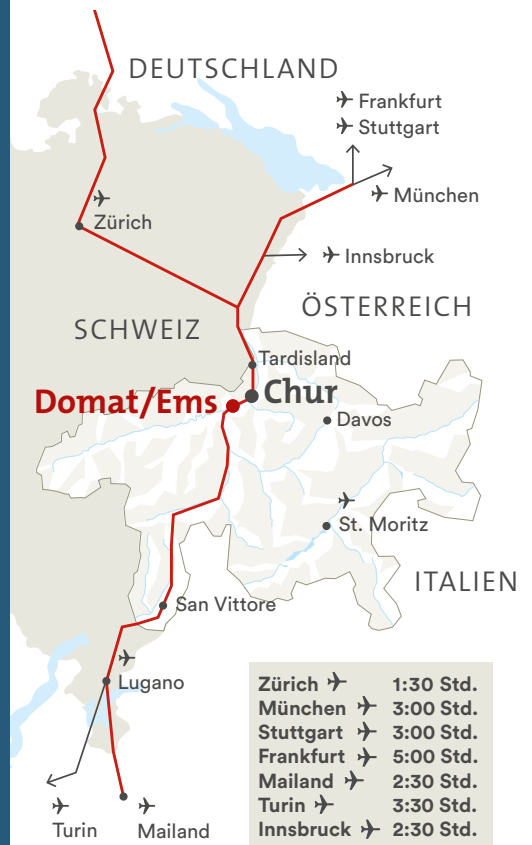 DEUTSCHLAND
Frankfurt
Stuttgart
München
Zürich
Innsbruck
ÖSTERREICH
SCHWEIZ
Tardisland
Domat/Ems
Chur
Davos
St. Moritz
ITALIEN
San Vittore
Lugano
Turin
Mailand
Zürich 1:30 Std.
München 3:00 Std.
Stuttgart 3:00 Std.
Frankfurt 5:00 Std.
Mailand 2:30 Std.
Turin 3:30 Std.
Innsbruck 2:30 Std.